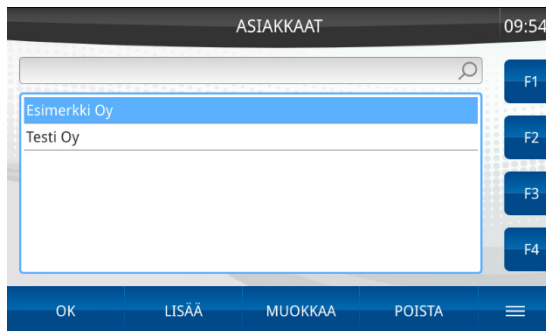 ASIAKKAAT 09:54
F1
Esimerkki Oy
Testi Oy
F2
F3
F4
OK LISÄÄ MUOKKAA POISTA